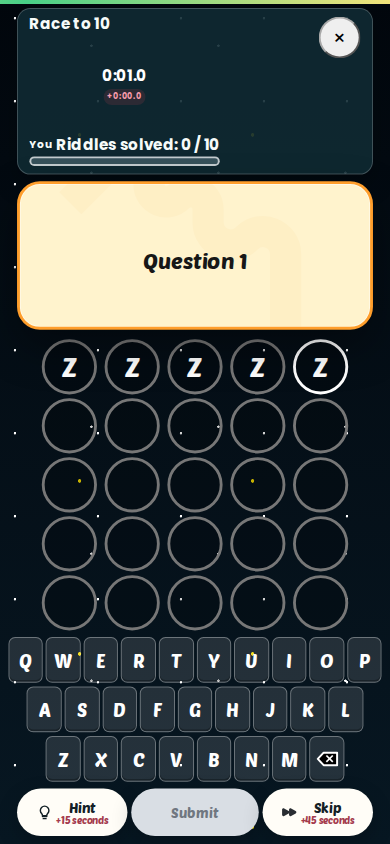 Race to 10
×
0:01.0
+0:00.0
You Riddles solved: 0 / 10
Question 1
Z Z Z Z Z
Q W E R T Y U I O P
A S D F G H J K L
Z X C V B N M
Hint
+15 seconds
Submit
Skip
+45 seconds